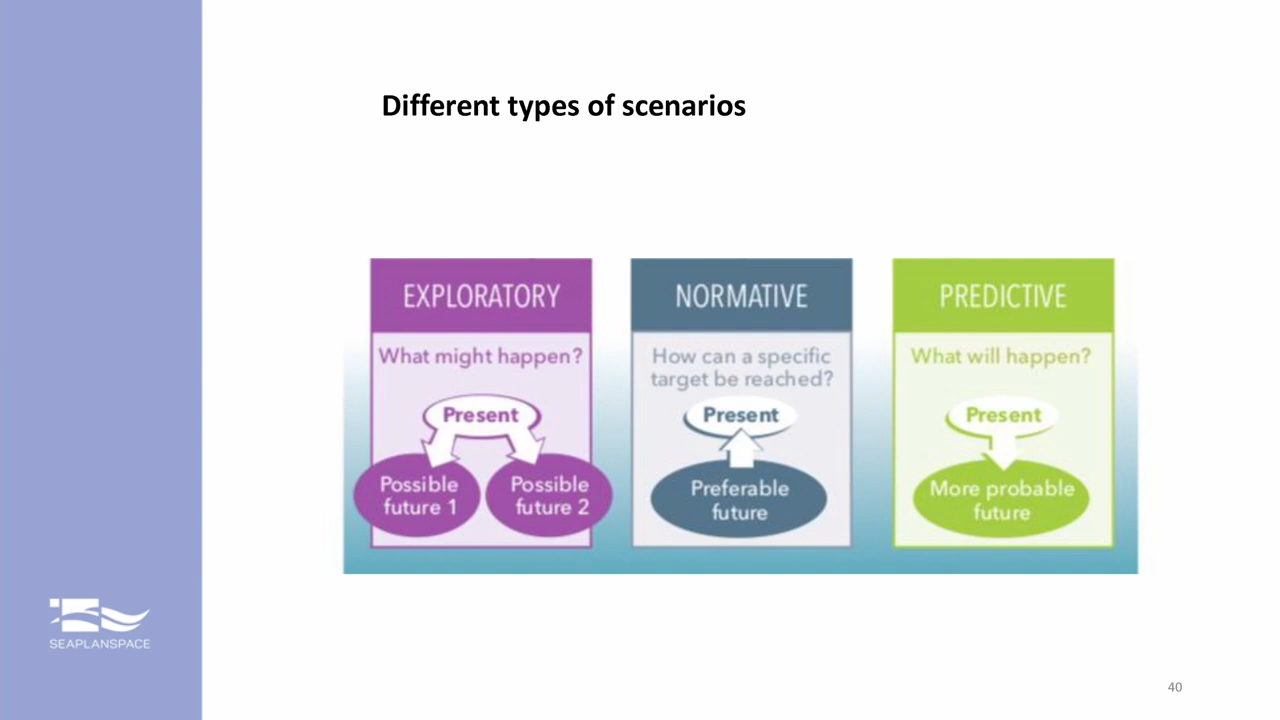 Different types of scenarios
EXPLORATORY
What might happen?
Present
Possible
future 1
Possible
future 2
NORMATIVE
How can a specific
target be reached?
Present
Preferable
future
PREDICTIVE
What will happen?
Present
More probable
future
SEAPLANSPACE
40